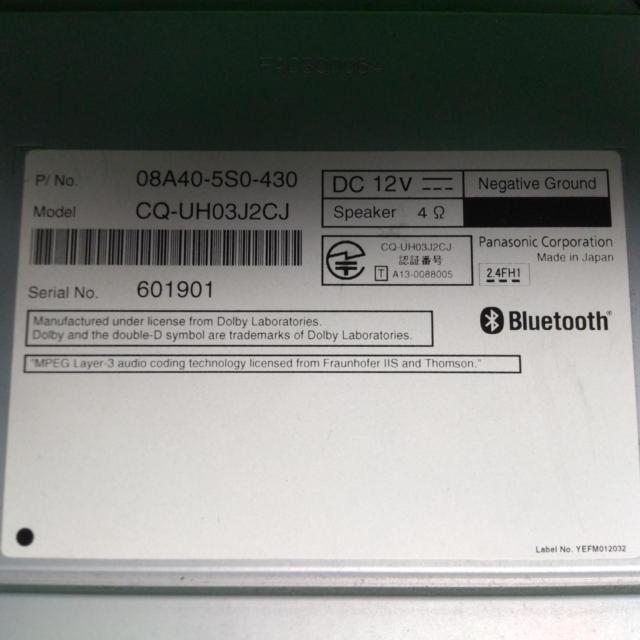 P/No. 08A40-5S0-430
Model CQ-UH03J2CJ
Serial No. 601901
DC 12V
Negative Ground
Speaker 4 Ω
CQ-UH03J2CJ
認証番号
T A13-0088005
Panasonic Corporation
Made in Japan
2.4FH1
Bluetooth®
Manufactured under license from Dolby Laboratories.
Dolby and the double-D symbol are trademarks of Dolby Laboratories.
"MPEG Layer-3 audio coding technology licensed from Fraunhofer IIS and Thomson."
Label No. YEFM012032